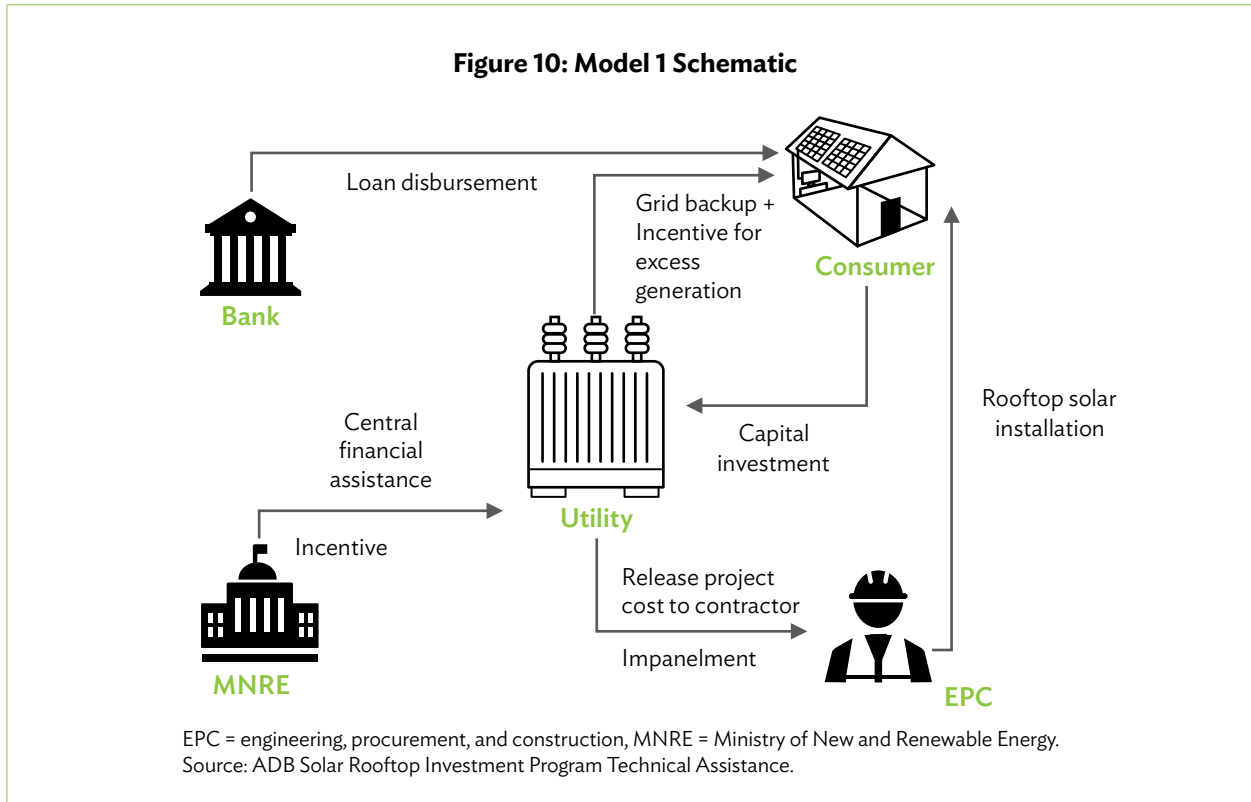 Figure 10: Model 1 Schematic
Loan disbursement
Bank
Grid backup +
Incentive for
excess
generation
Consumer
Central
financial
assistance
Incentive
MNRE
Utility
Capital
investment
Rooftop solar
installation
Release project
cost to contractor
Impanelment
EPC
EPC = engineering, procurement, and construction, MNRE = Ministry of New and Renewable Energy.
Source: ADB Solar Rooftop Investment Program Technical Assistance.